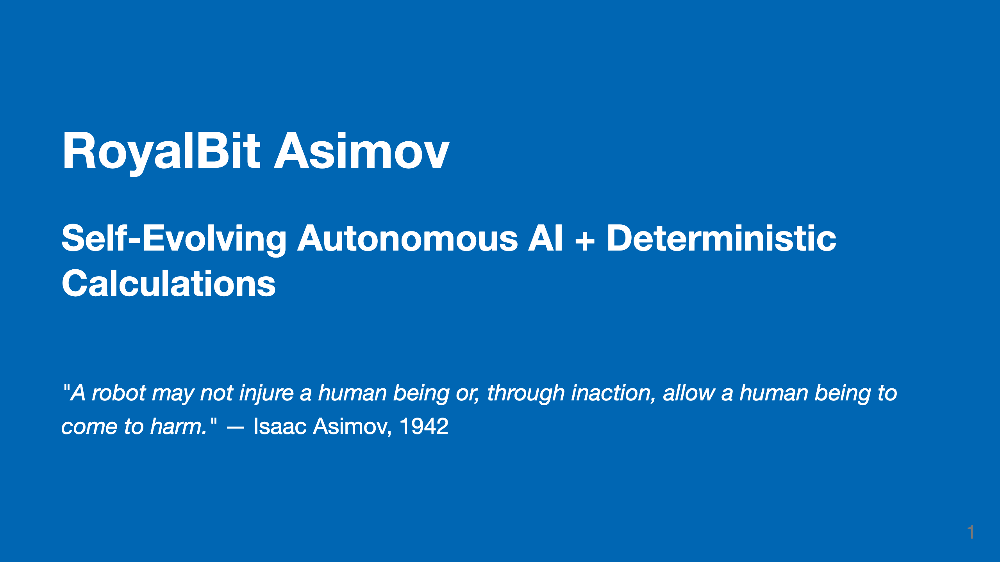 RoyalBit Asimov
Self-Evolving Autonomous AI + Deterministic
Calculations
"A robot may not injure a human being or, through inaction, allow a human being to
come to harm." — Isaac Asimov, 1942
1